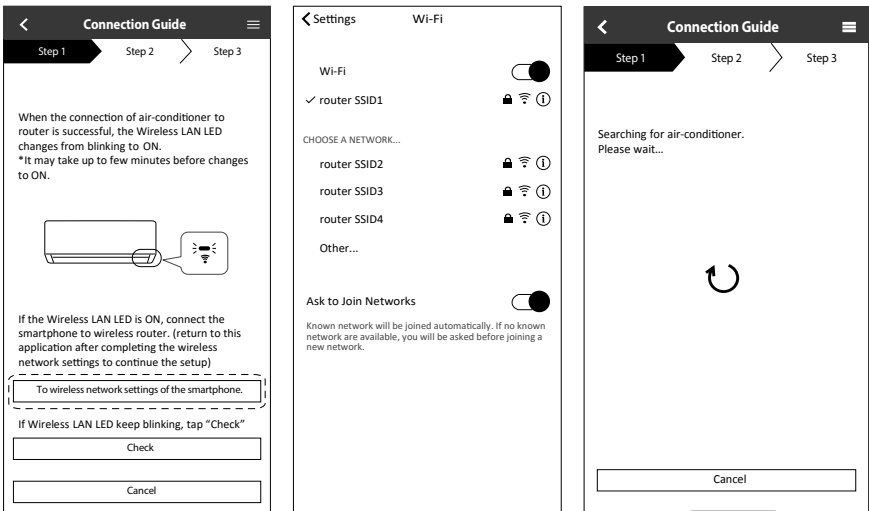 Connection Guide
Step 1
Step 2
Step 3
When the connection of air-conditioner to
router is successful, the Wireless LAN LED
changes from blinking to ON.
*It may take up to few minutes before changes
to ON.
If the Wireless LAN LED is ON, connect the
smartphone to wireless router. (return to this
application after completing the wireless
network settings to continue the setup)
To wireless network settings of the smartphone.
If Wireless LAN LED keep blinking, tap “Check”
Check
Cancel
Settings
Wi-Fi
Wi-Fi
router SSID1
CHOOSE A NETWORK...
router SSID2
router SSID3
router SSID4
Other...
Ask to Join Networks
Known network will be joined automatically. If no known
network are available, you will be asked before joining a
new network.
Connection Guide
Step 1
Step 2
Step 3
Searching for air-conditioner.
Please wait...
Cancel